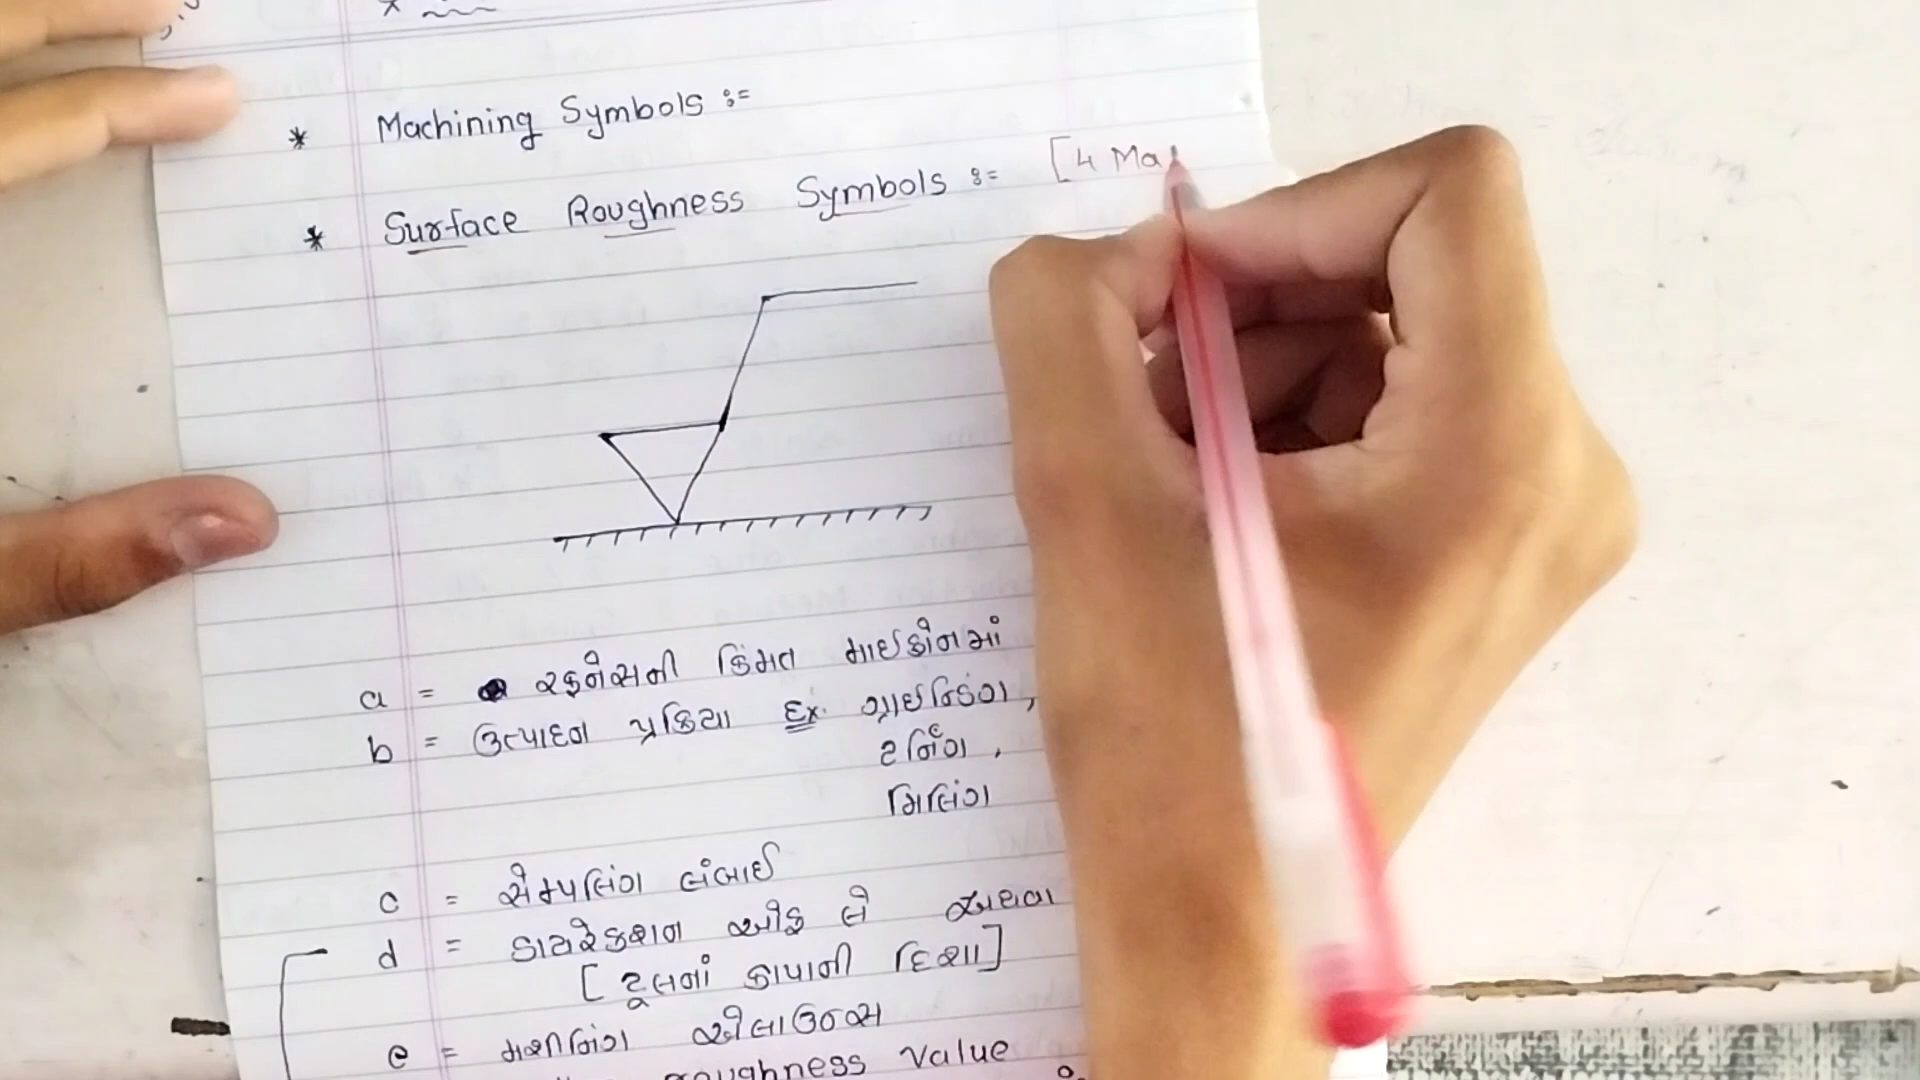 * Machining Symbols :=
* Surface Roughness Symbols := [4 Ma
a = રફનેસની કિંમત માઈક્રોનમાં
b = ઉત્પાદન પ્રક્રિયા Ex. ગ્રાઈન્ડિંગ,
ટર્નિંગ,
મિલિંગ
c = સેમ્પલિંગ લંબાઈ
d = ડાયરેક્શન ઓફ લે અથવા
[ટૂલનાં કાપાની દિશા]
e = મશીનિંગ એલાઉન્સ
roughness value